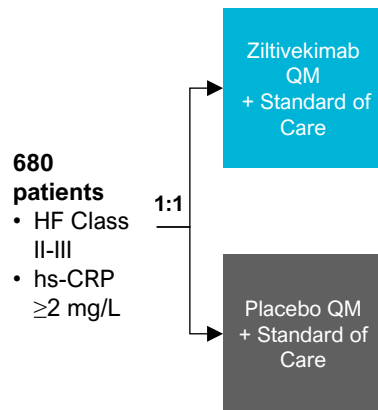 Ziltivekimab
QM
+ Standard of
Care
680
patients
• HF Class
II-III
• hs-CRP
≥2 mg/L
1:1
Placebo QM
+ Standard of
Care